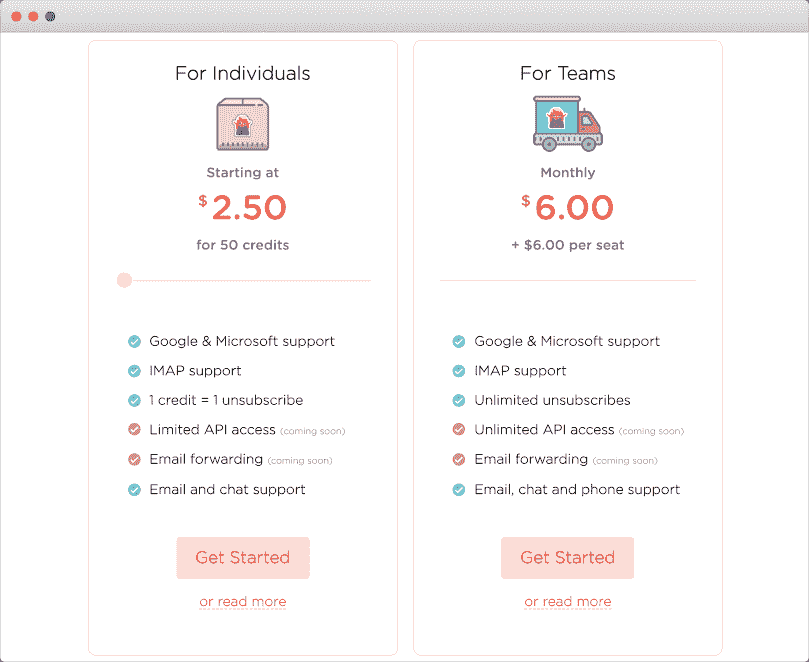 For Individuals
Starting at
$2.50
for 50 credits
Google & Microsoft support
IMAP support
1 credit = 1 unsubscribe
Limited API access (coming soon)
Email forwarding (coming soon)
Email and chat support
Get Started
or read more
For Teams
Monthly
$6.00
+ $6.00 per seat
Google & Microsoft support
IMAP support
Unlimited unsubscribes
Unlimited API access (coming soon)
Email forwarding (coming soon)
Email, chat and phone support
Get Started
or read more